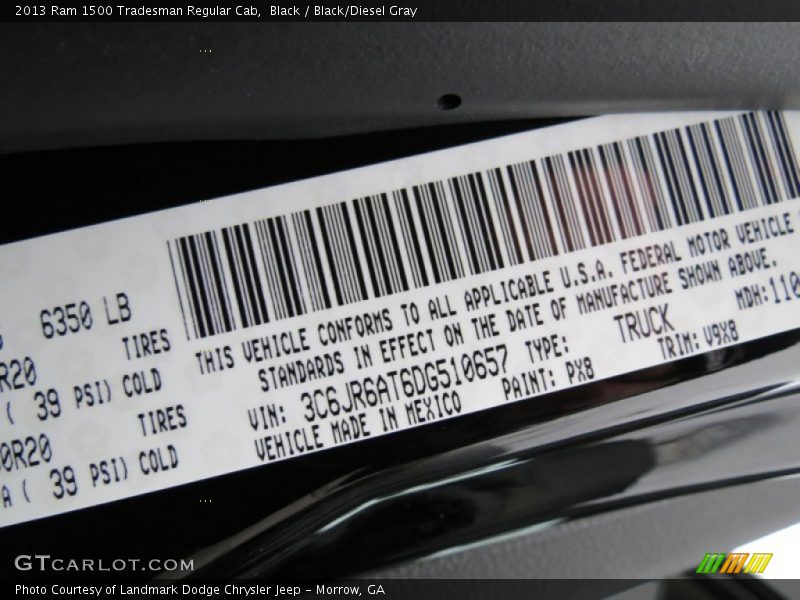 2013 Ram 1500 Tradesman Regular Cab, Black / Black/Diesel Gray
6350 LB
THIS VEHICLE CONFORMS TO ALL APPLICABLE U.S.A. FEDERAL MOTOR VEHICLE
STANDARDS IN EFFECT ON THE DATE OF MANUFACTURE SHOWN ABOVE.
VIN: 3C6JR6AT6DG510657 TYPE: TRUCK MDH: 110
VEHICLE MADE IN MEXICO PAINT: PX8 TRIM: V9X8
TIRES
0R20
( 39 PSI) COLD
TIRES
0R20
A ( 39 PSI) COLD
GTCARLOT.COM
Photo Courtesy of Landmark Dodge Chrysler Jeep - Morrow, GA